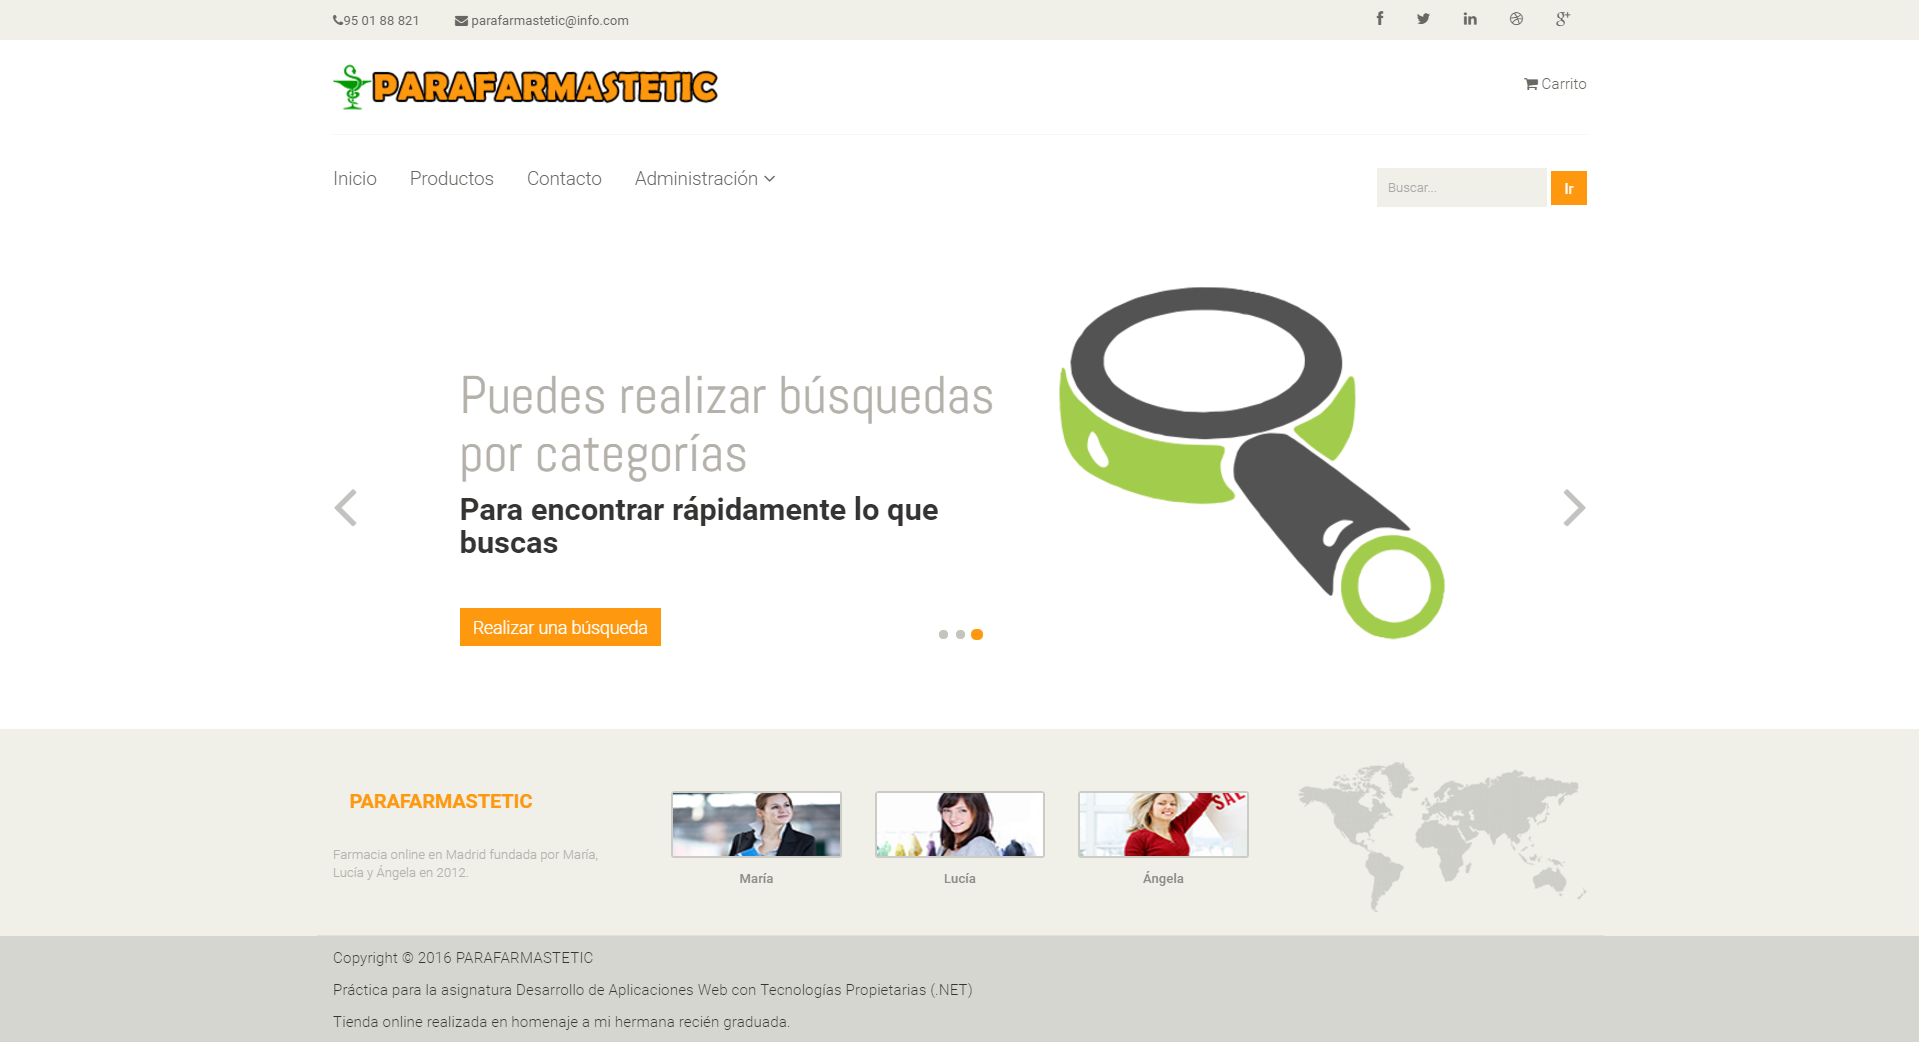 95 01 88 821 parafarmastetic@info.com
PARAFARMASTETIC
Carrito
Inicio Productos Contacto Administración
Buscar... Ir
Puedes realizar búsquedas
por categorías
Para encontrar rápidamente lo que
buscas
Realizar una búsqueda
PARAFARMASTETIC
Farmacia online en Madrid fundada por María,
Lucía y Ángela en 2012.
SALE
María
Lucía
Ángela
Copyright © 2016 PARAFARMASTETIC
Práctica para la asignatura Desarrollo de Aplicaciones Web con Tecnologías Propietarias (.NET)
Tienda online realizada en homenaje a mi hermana recién graduada.